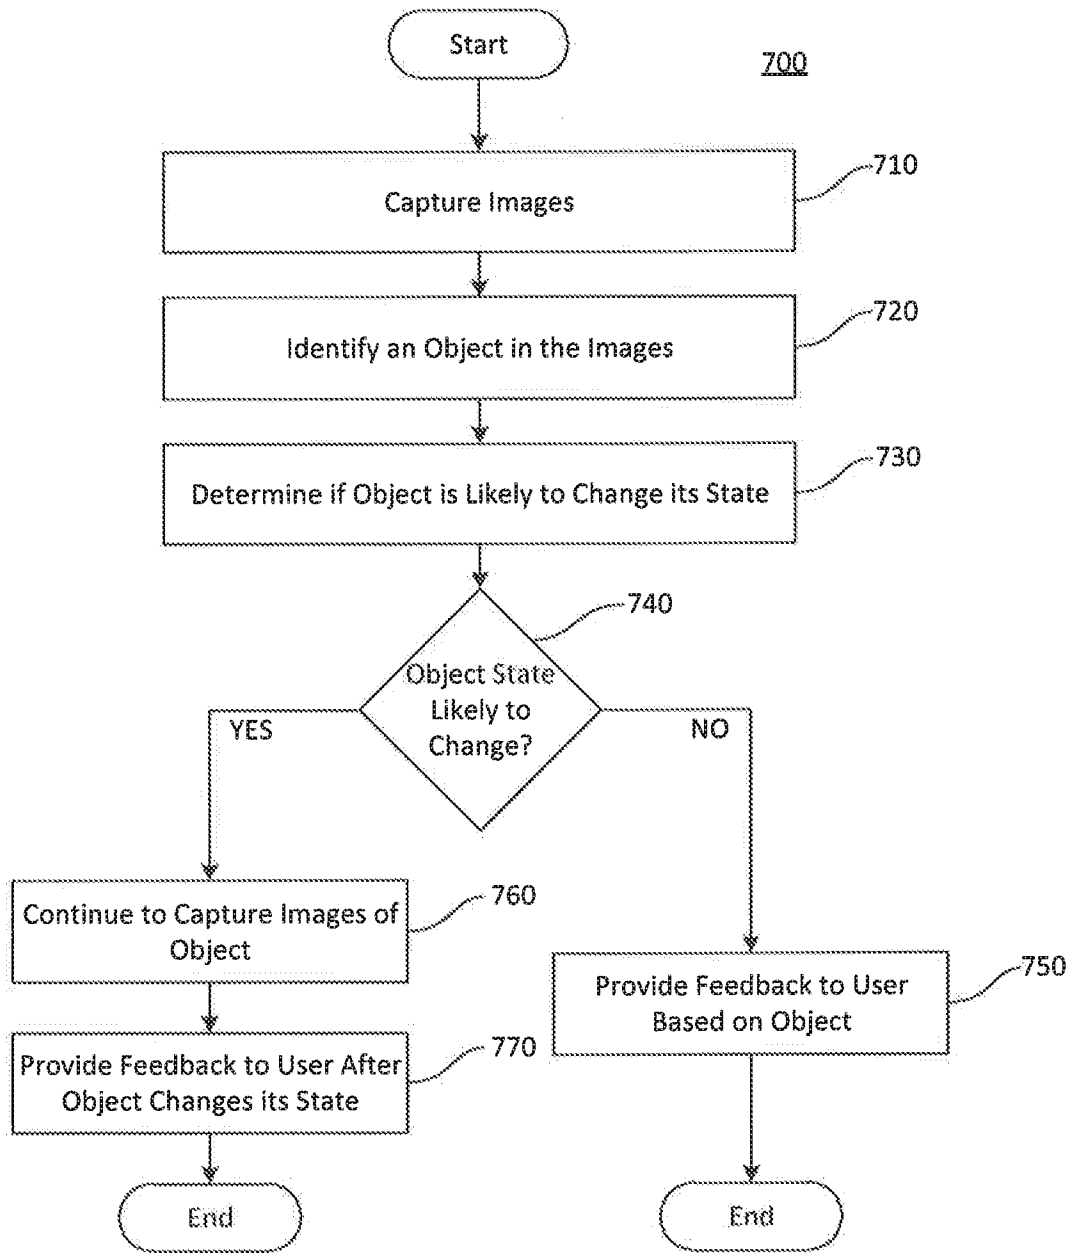 Start
700
710
Capture Images
720
Identify an Object in the Images
730
Determine if Object is Likely to Change its State
740
Object State
Likely to
Change?
YES
NO
760
Continue to Capture Images of
Object
750
Provide Feedback to User
Based on Object
770
Provide Feedback to User After
Object Changes its State
End
End